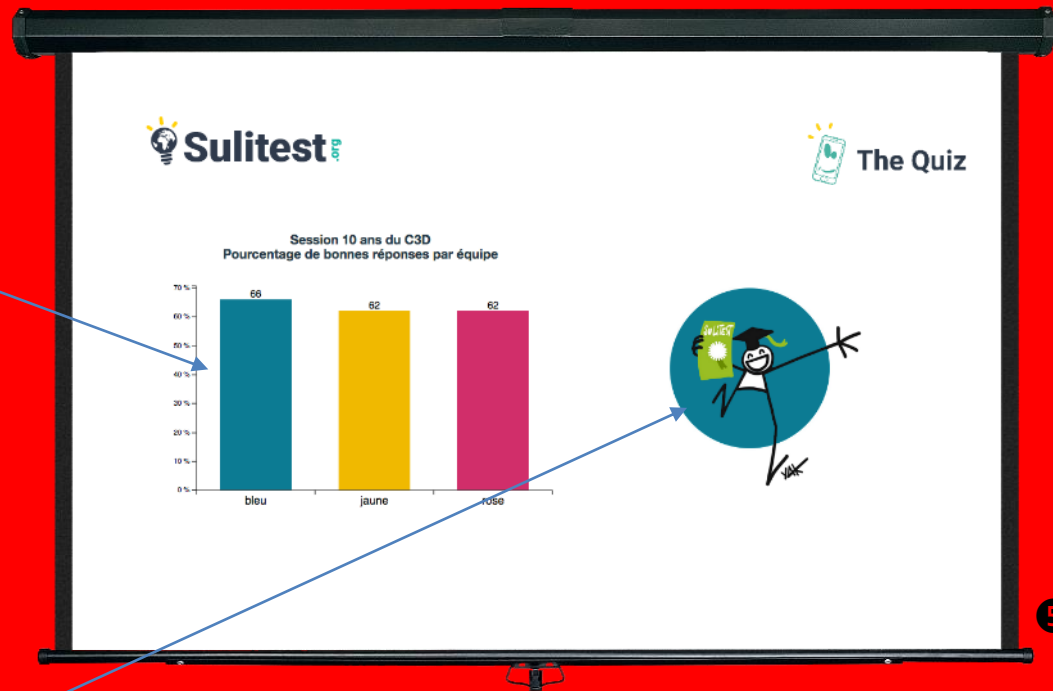 Sulitest.org
The Quiz
Session 10 ans du C3D
Pourcentage de bonnes réponses par équipe
70 %
60 %
50 %
40 %
30 %
20 %
10 %
0 %
66
62
62
bleu
jaune
rose
SULITEST
YAK
5